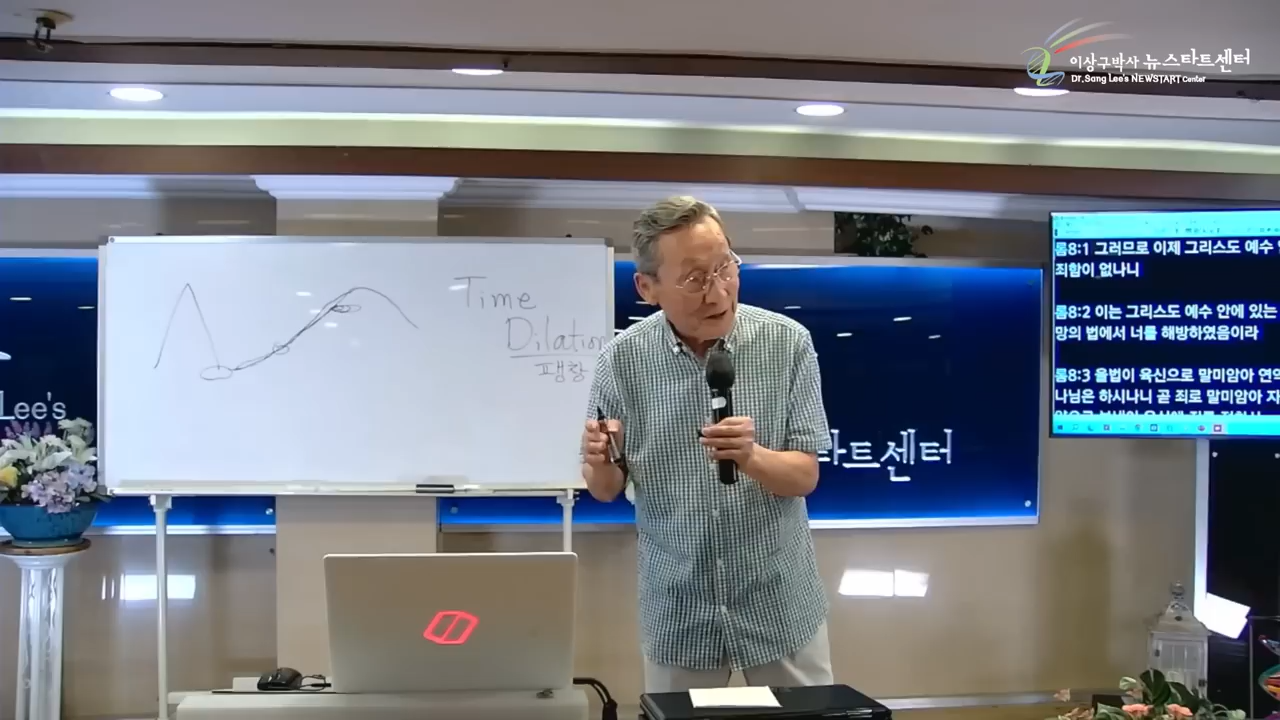 이상구박사 뉴스타트센터
Dr. Sang Lee's NEWSTART Center
Time
Dilation
팽창
Lee's
타트센터
롬8:1 그러므로 이제 그리스도 예수
죄함이 없나니
롬8:2 이는 그리스도 예수 안에 있는
망의 법에서 너를 해방하였음이라
롬8:3 율법이 육신으로 말미암아 연약
나님은 하시나니 곧 죄로 말미암아 자